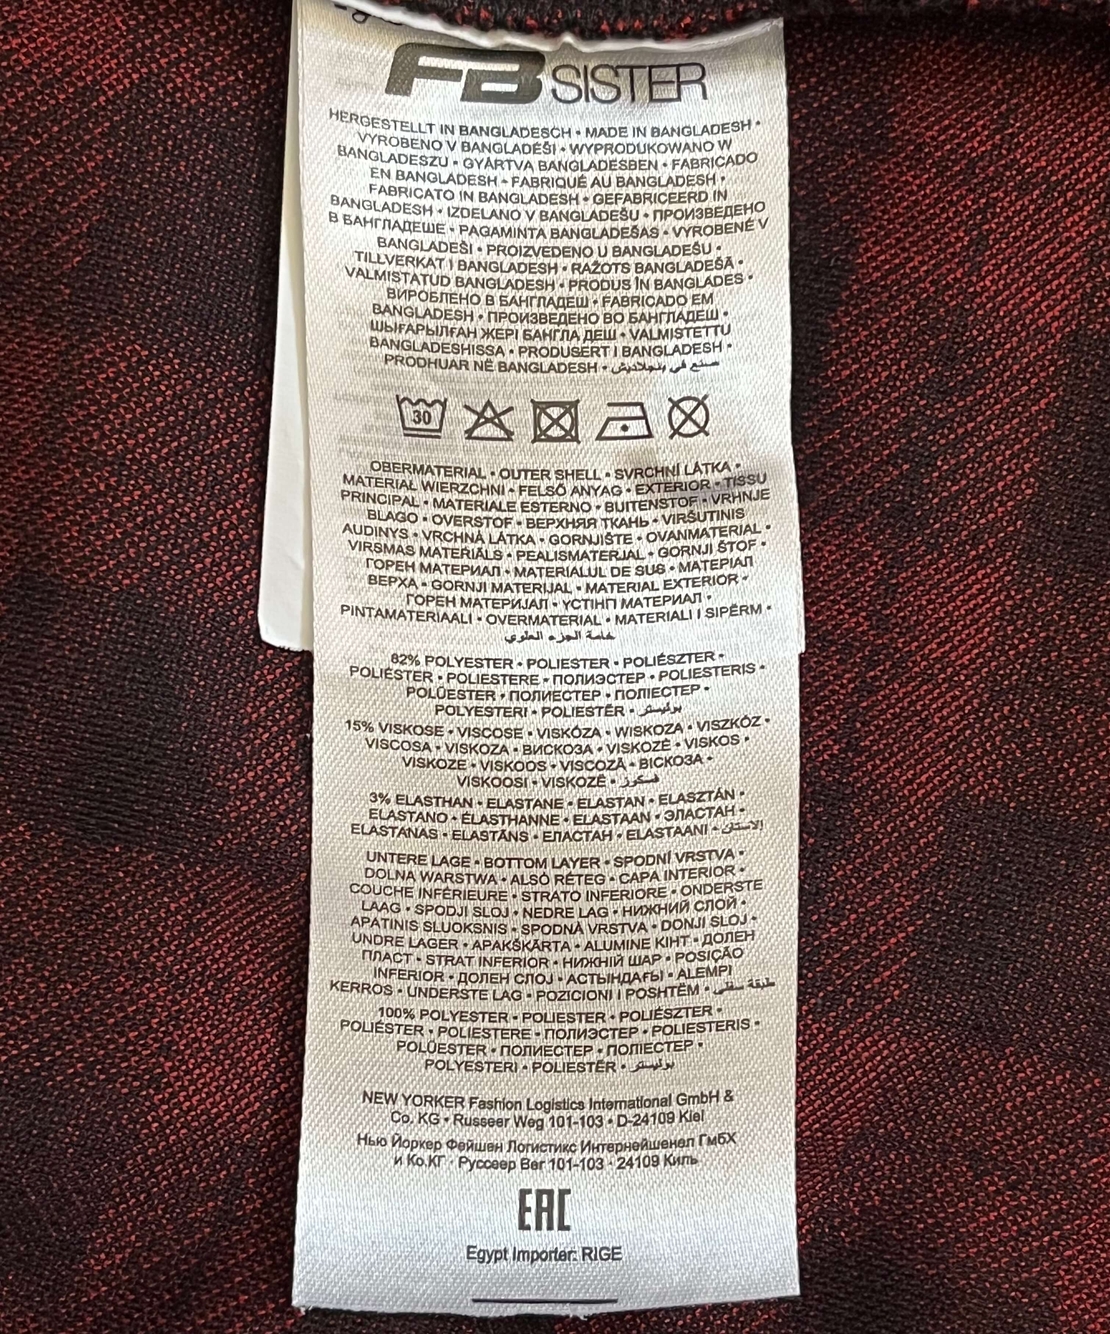 FB SISTER
HERGESTELLT IN BANGLADESCH • MADE IN BANGLADESH •
VYROBENO V BANGLADÉŠI • WYPRODUKOWANO W
BANGLADESZU • GYÁRTVA BANGLADESBEN • FABRICADO
EN BANGLADESH • FABRIQUÉ AU BANGLADESH •
FABRICATO IN BANGLADESH • GEFABRICEERD IN
BANGLADESH • IZDELANO V BANGLADEŠU • ПРОИЗВЕДЕНО
В БАНГЛАДЕШЕ • PAGAMINTA BANGLADEŠAS • VYROBENÉ V
BANGLADEŠI • PROIZVEDENO U BANGLADEŠU •
TILLVERKAT I BANGLADESH • RAŽOTS BANGLADEŠĀ •
VALMISTATUD BANGLADESH • PRODUS ÎN BANGLADES •
ВИРОБЛЕНО В БАНГЛАДЕШ • FABRICADO EM
BANGLADESH • ПРОИЗВЕДЕНО ВО БАНГЛАДЕШ •
ШЫҒАРЫЛҒАН ЖЕРІ БАНГЛА ДЕШ • VALMISTETTU
BANGLADESHISSA • PRODUSERT I BANGLADESH •
PRODHUAR NË BANGLADESH • صنع في بنجلاديش
30
OBERMATERIAL • OUTER SHELL • SVRCHNÍ LÁTKA •
MATERIAŁ WIERZCHNI • FELSŐ ANYAG • EXTERIOR • TISSU
PRINCIPAL • MATERIALE ESTERNO • BUITENSTOF • VRHNJE
BLAGO • OVERSTOF • ВЕРХНЯЯ ТКАНЬ • VIRŠUTINIS
AUDINYS • VRCHNÁ LÁTKA • GORNJIŠTE • OVANMATERIAL •
VIRSMAS MATERIĀLS • PEALISMATERJAL • GORNJI ŠTOF •
ГОРЕН МАТЕРИАЛ • MATERIALUL DE SUS • МАТЕРІАЛ
ВЕРХА • GORNJI MATERIJAL • MATERIAL EXTERIOR •
ГОРЕН МАТЕРИЈАЛ • ҮСТІҢГІ МАТЕРИАЛ •
PINTAMATERIAALI • OVERMATERIAL • MATERIALI I SIPËRM •
خامة الجزء العلوي
82% POLYESTER • POLIESTER • POLIÉSZTER •
POLIÉSTER • POLIESTERE • ПОЛИЭСТЕР • POLIESTERIS •
POLÜESTER • ПОЛИЕСТЕР • ПОЛІЕСТЕР •
POLYESTERI • POLIESTËR • بوليستر
15% VISKOSE • VISCOSE • VISKÓZA • WISKOZA • VISZKÓZ •
VISCOSA • VISKOZA • ВИСКОЗА • VISKOZĖ • VISKOS •
VISKOZE • VISKOOS • VISCOZĂ • ВІСКОЗА •
VISKOOSI • VISKOZË • فسكوز
3% ELASTHAN • ELASTANE • ELASTAN • ELASZTÁN •
ELASTANO • ÉLASTHANNE • ELASTAAN • ЭЛАСТАН •
ELASTANAS • ELASTĀNS • ЕЛАСТАН • ELASTAANI • الاستان
UNTERE LAGE • BOTTOM LAYER • SPODNÍ VRSTVA •
DOLNA WARSTWA • ALSÓ RÉTEG • CAPA INTERIOR •
COUCHE INFÉRIEURE • STRATO INFERIORE • ONDERSTE
LAAG • SPODJI SLOJ • NEDRE LAG • НИЖНИЙ СЛОЙ •
APATINIS SLUOKSNIS • SPODNÁ VRSTVA • DONJI SLOJ •
UNDRE LAGER • APAKŠKĀRTA • ALUMINE KIHT • ДОЛЕН
ПЛАСТ • STRAT INFERIOR • НИЖНІЙ ШАР • POSIÇÃO
INFERIOR • ДОЛЕН СЛОЈ • АСТЫҢДАҒЫ • ALEMPI
KERROS • UNDERSTE LAG • POZICIONI I POSHTËM • طبقة سفلى
100% POLYESTER • POLIESTER • POLIÉSZTER •
POLIÉSTER • POLIESTERE • ПОЛИЭСТЕР • POLIESTERIS •
POLÜESTER • ПОЛИЕСТЕР • ПОЛІЕСТЕР •
POLYESTERI • POLIESTËR • بوليستر
NEW YORKER Fashion Logistics International GmbH &
Co. KG • Russeer Weg 101-103 • D-24109 Kiel
Нью Йоркер Фейшен Логистикс Интернейшенел ГмбХ
и Ко.КГ · Руссеер Вег 101-103 · 24109 Киль
EAC
Egypt Importer: RIGE